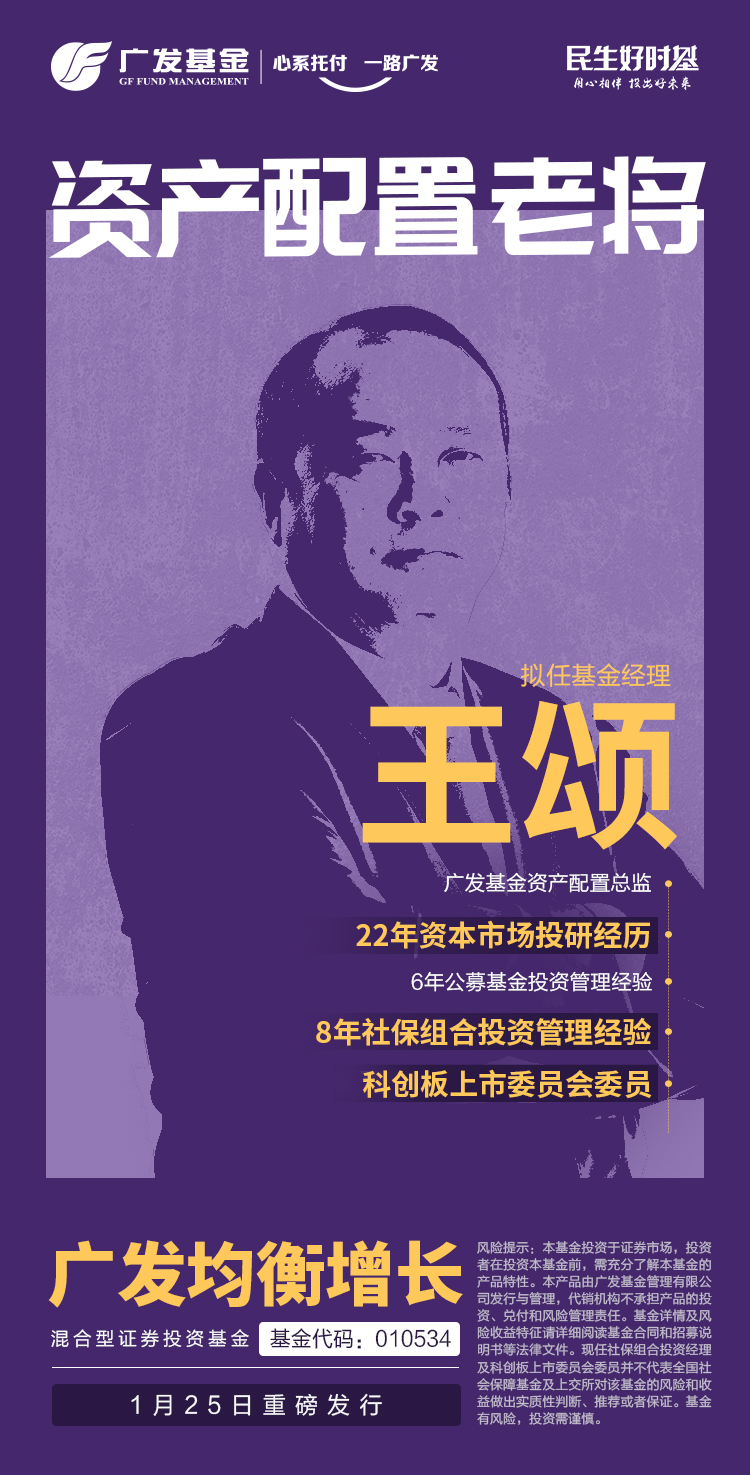 广发基金
GF FUND MANAGEMENT
心系托付 一路广发
民生好时基
用心相伴 投出好未来
资产配置老将
拟任基金经理
王颂
广发基金资产配置总监
22年资本市场投研经历
6年公募基金投资管理经验
8年社保组合投资管理经验
科创板上市委员会委员
广发均衡增长
混合型证券投资基金 基金代码：010534
1月25日重磅发行
风险提示：本基金投资于证券市场，投资
者在投资本基金前，需充分了解本基金的
产品特性。本产品由广发基金管理有限公
司发行与管理，代销机构不承担产品的投
资、兑付和风险管理责任。基金详情及风
险收益特征请详细阅读基金合同和招募说
明书等法律文件。现任社保组合投资经理
及科创板上市委员会委员并不代表全国社
会保障基金及上交所对该基金的风险和收
益做出实质性判断、推荐或者保证。基金
有风险，投资需谨慎。